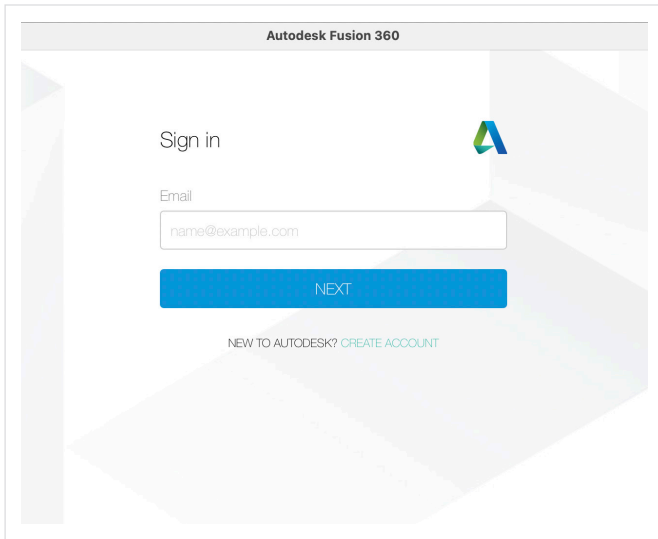 Autodesk Fusion 360
Sign in
Email
name@example.com
NEXT
NEW TO AUTODESK? CREATE ACCOUNT